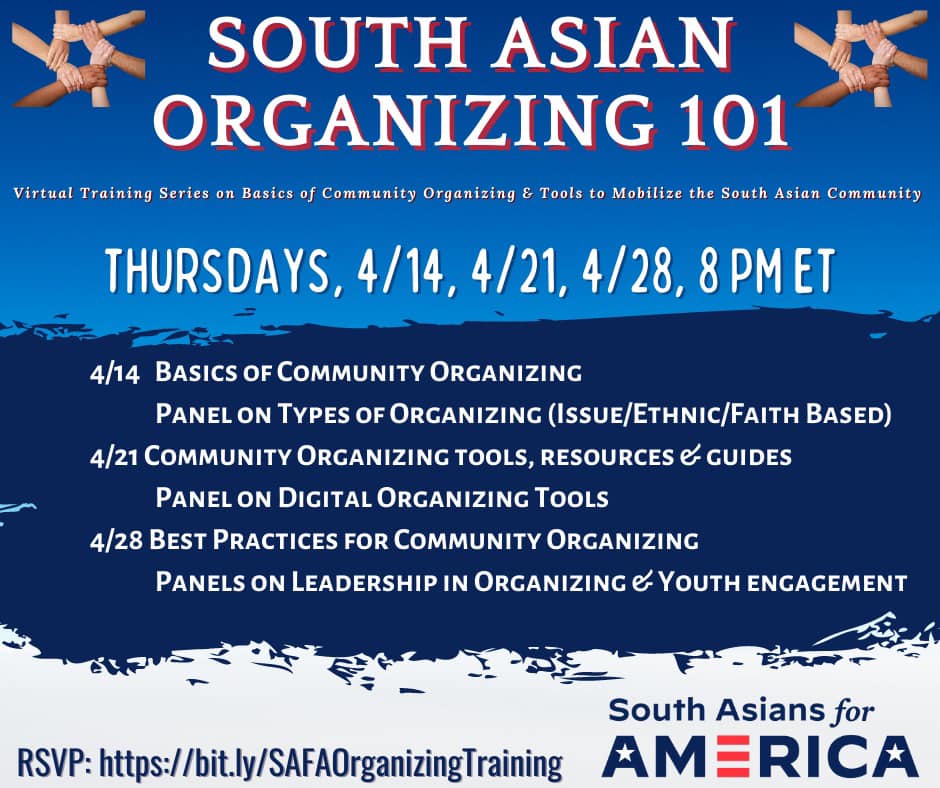 SOUTH ASIAN
ORGANIZING 101
Virtual Training Series on Basics of Community Organizing & Tools to Mobilize the South Asian Community
THURSDAYS, 4/14, 4/21, 4/28, 8 PM ET
4/14 Basics of Community Organizing
Panel on Types of Organizing (Issue/Ethnic/Faith Based)
4/21 Community Organizing tools, resources & guides
Panel on Digital Organizing Tools
4/28 Best Practices for Community Organizing
Panels on Leadership in Organizing & Youth engagement
South Asians for
AMERICA
RSVP: https://bit.ly/SAFAOrganizingTraining